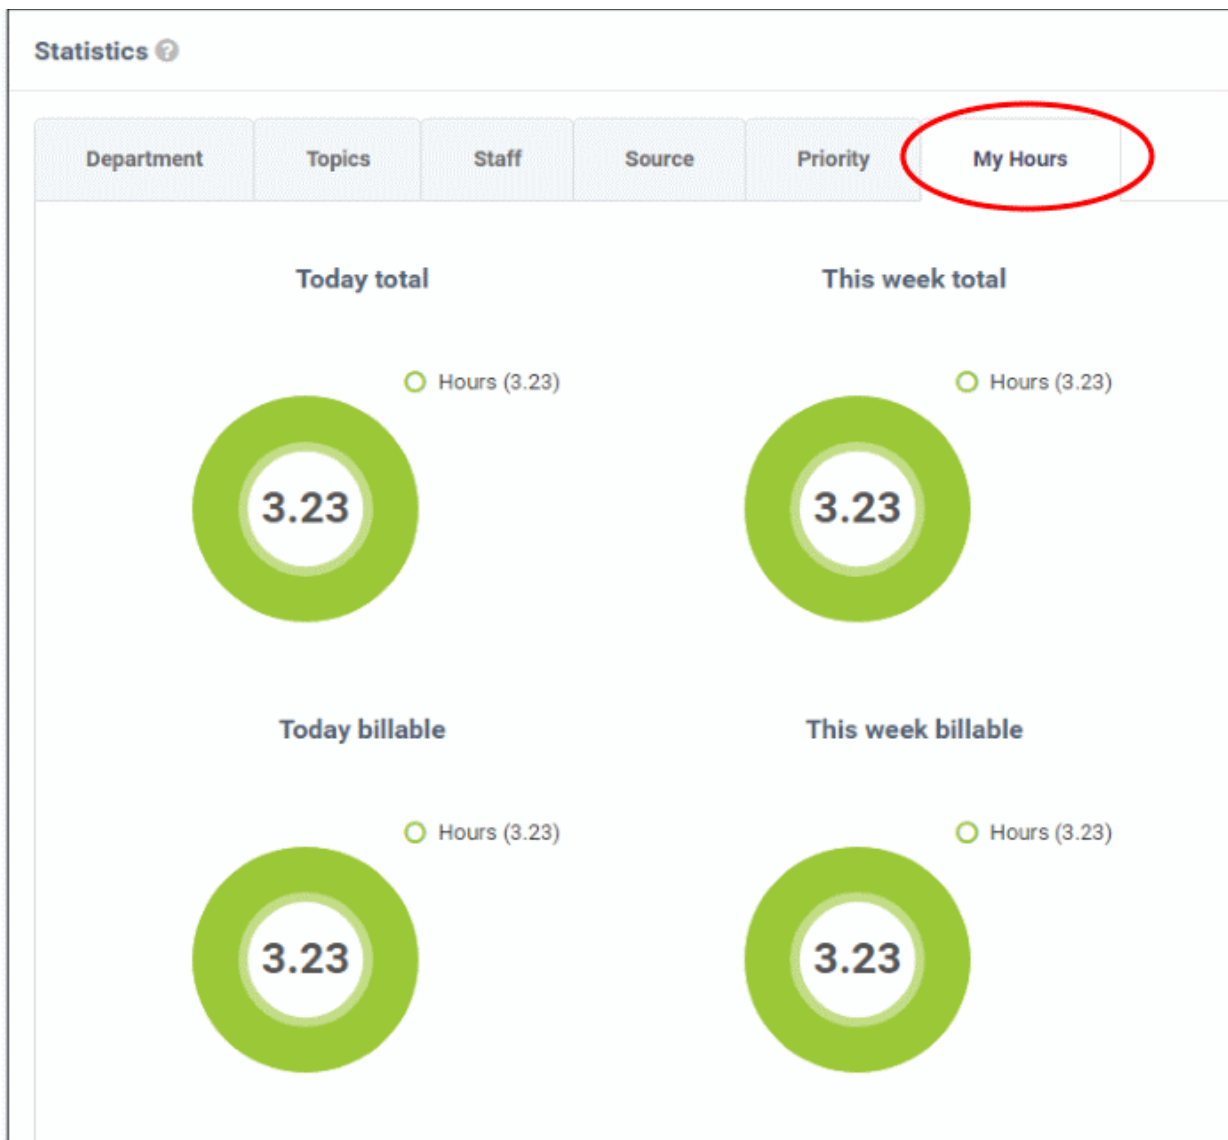 Statistics ?
Department Topics Staff Source Priority My Hours
Today total This week total
Hours (3.23) Hours (3.23)
3.23 3.23
Today billable This week billable
Hours (3.23) Hours (3.23)
3.23 3.23